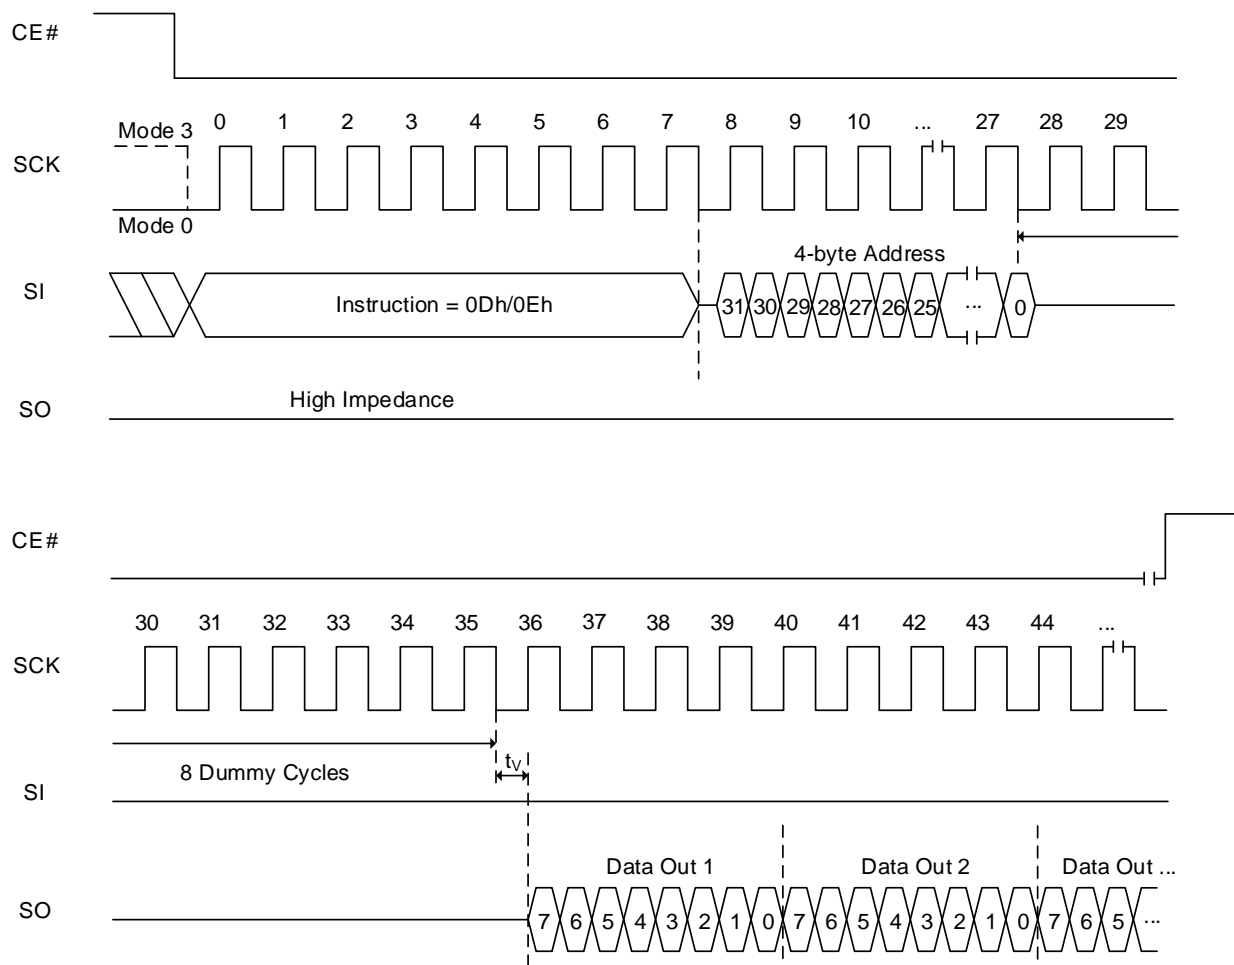 CE#
Mode 3
0 1 2 3 4 5 6 7 8 9 10 ... 27 28 29
SCK
Mode 0
4-byte Address
SI
Instruction = 0Dh/0Eh
31 30 29 28 27 26 25 ... 0
High Impedance
SO
CE#
30 31 32 33 34 35 36 37 38 39 40 41 42 43 44 ...
SCK
tV
8 Dummy Cycles
SI
Data Out 1 Data Out 2 Data Out ...
SO
7 6 5 4 3 2 1 0 7 6 5 4 3 2 1 0 7 6 5 ...